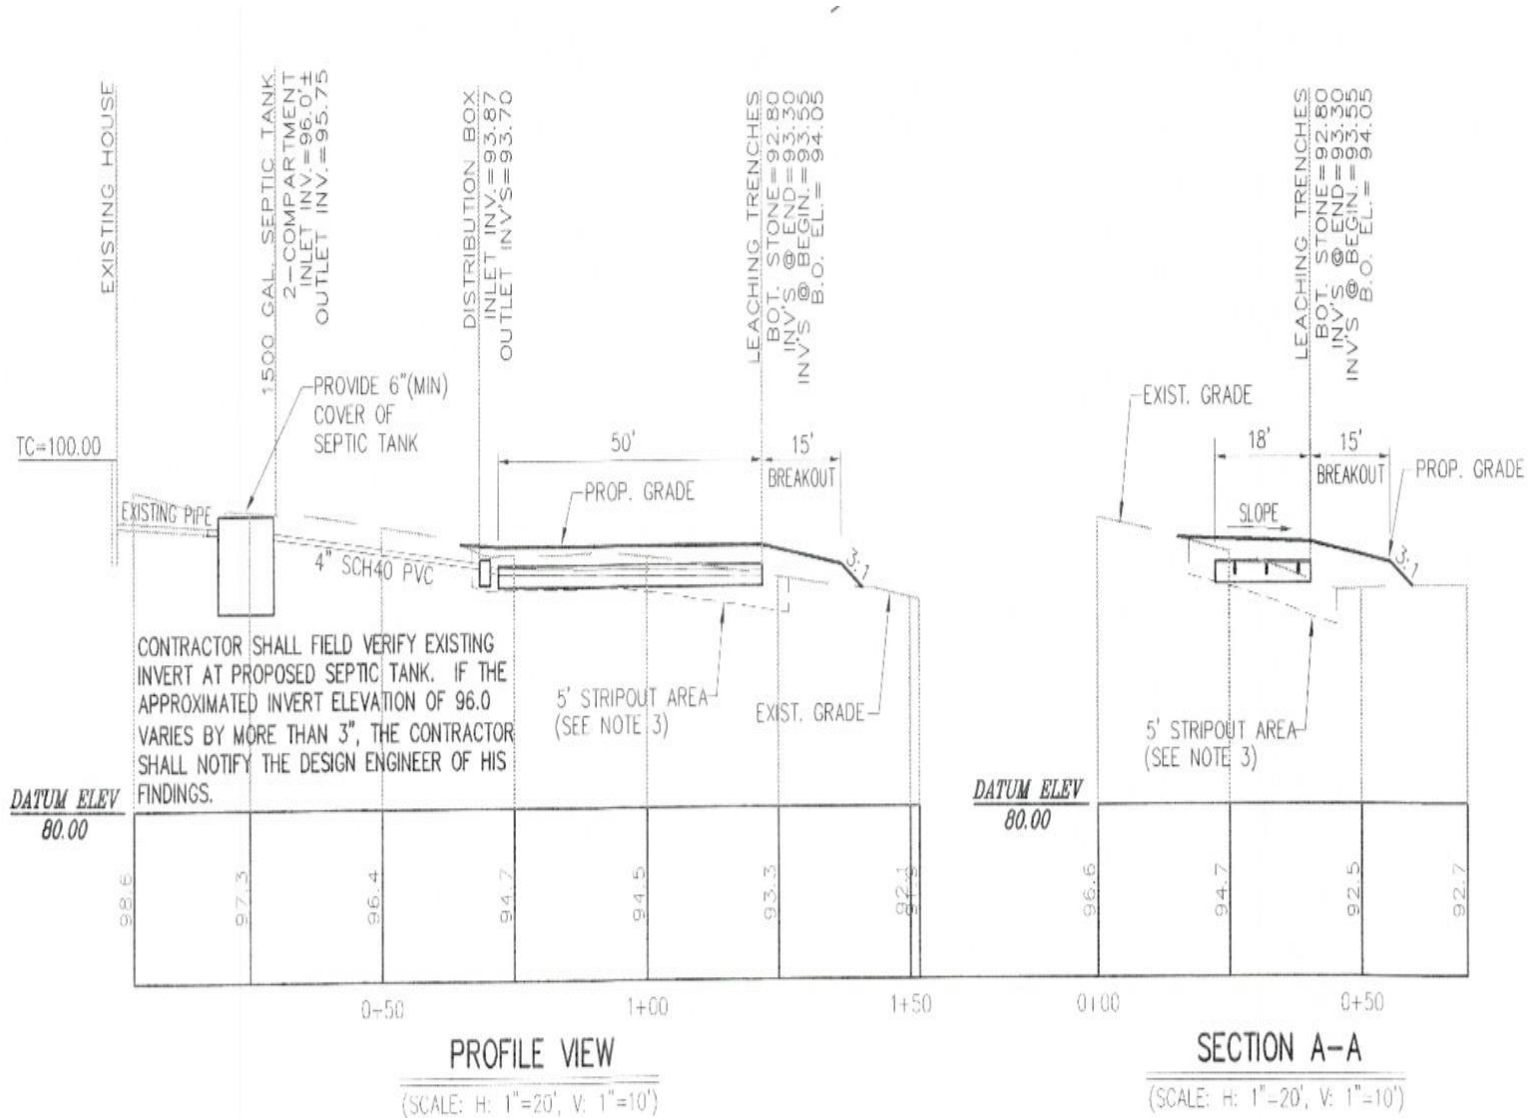 EXISTING HOUSE
1500 GAL. SEPTIC TANK
2-COMPARTMENT
INLET INV.=96.0'±
OUTLET INV.=95.75
DISTRIBUTION BOX
INLET INV.=93.87
OUTLET INV'S=93.70
LEACHING TRENCHES
BOT. STONE=92.80
INV'S @ END=93.30
INV'S @ BEGIN.=93.55
B.O. EL.= 94.05
LEACHING TRENCHES
BOT. STONE=92.80
INV'S @ END=93.30
INV'S @ BEGIN.=93.55
B.O. EL.= 94.05
PROVIDE 6"(MIN)
COVER OF
SEPTIC TANK
TC=100.00
EXISTING PIPE
4" SCH40 PVC
50'
15'
BREAKOUT
PROP. GRADE
3:1
5' STRIPOUT AREA
(SEE NOTE 3)
EXIST. GRADE
CONTRACTOR SHALL FIELD VERIFY EXISTING
INVERT AT PROPOSED SEPTIC TANK. IF THE
APPROXIMATED INVERT ELEVATION OF 96.0
VARIES BY MORE THAN 3", THE CONTRACTOR
SHALL NOTIFY THE DESIGN ENGINEER OF HIS
FINDINGS.
DATUM ELEV
80.00
98.6
97.3
96.4
94.7
94.5
93.3
92.1
0+50
1+00
1+50
PROFILE VIEW
(SCALE: H: 1"=20', V: 1"=10')
EXIST. GRADE
18'
15'
BREAKOUT
PROP. GRADE
SLOPE
3:1
5' STRIPOUT AREA
(SEE NOTE 3)
DATUM ELEV
80.00
96.6
94.7
92.5
92.7
0+00
0+50
SECTION A-A
(SCALE: H: 1"=20', V: 1"=10')